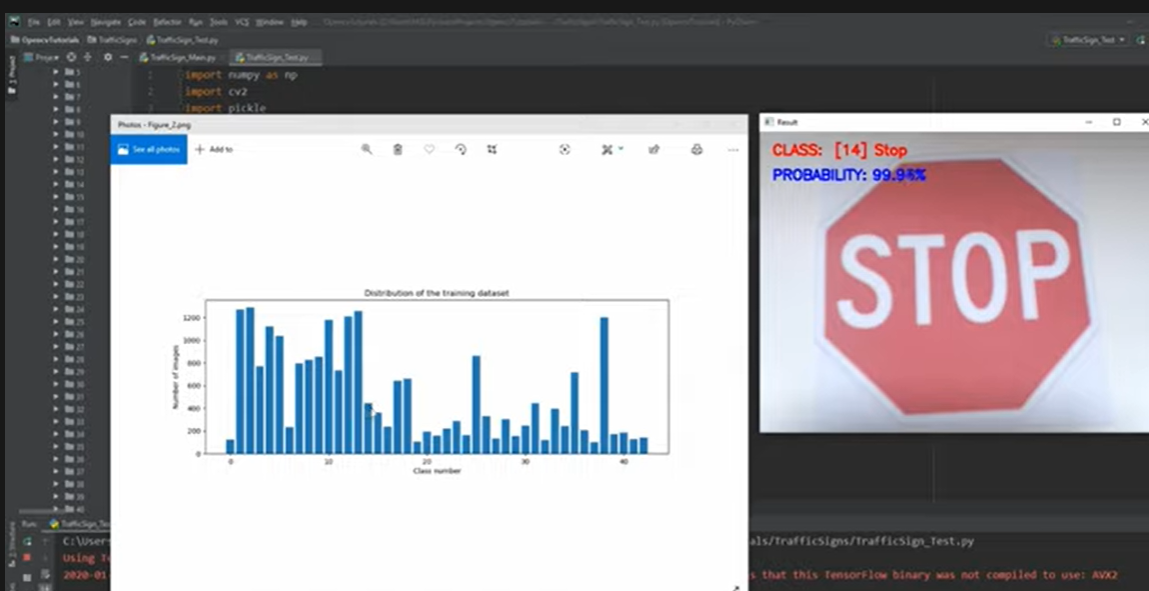 File Edit View Navigate Code Refactor Run Tools VCS Window Help
OpencvTutorials TrafficSigns TrafficSign_Test.py
TrafficSign_Test
Project
TrafficSign_Main.py TrafficSign_Test.py
1 import numpy as np
2 import cv2
3 import pickle
Photos - Figure_2.png
See all photos + Add to
Distribution of the training dataset
Number of images
1200
1000
800
600
400
200
0
0 10 20 30 40
Class number
Result
CLASS: [14] Stop
PROBABILITY: 99.9
STOP
5
6
7
8
9
10
11
12
13
14
15
16
17
18
19
20
21
22
23
24
25
26
27
28
29
30
31
32
33
34
35
36
37
38
39
40
1: Project
Structure
Run: TrafficSign_Tes
C:\Users
als/TrafficSigns/TrafficSign_Test.py
Using Te
2020-01-
s that this TensorFlow binary was not compiled to use: AVX2